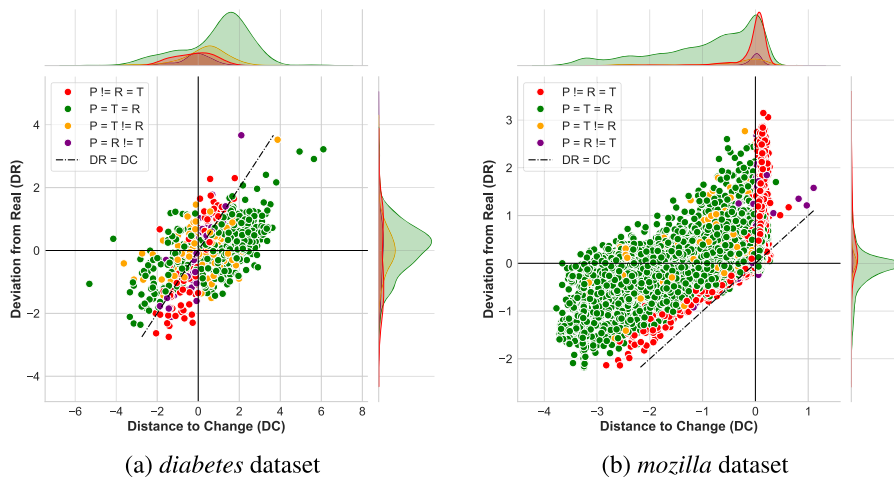 P != R = T
P = T = R
P = T != R
P = R != T
DR = DC
Deviation from Real (DR)
4
2
0
−2
−4
−6
−4
−2
0
2
4
6
8
Distance to Change (DC)
(a) diabetes dataset
P != R = T
P = T = R
P = T != R
P = R != T
DR = DC
Deviation from Real (DR)
3
2
1
0
−1
−2
−4
−3
−2
−1
0
1
Distance to Change (DC)
(b) mozilla dataset